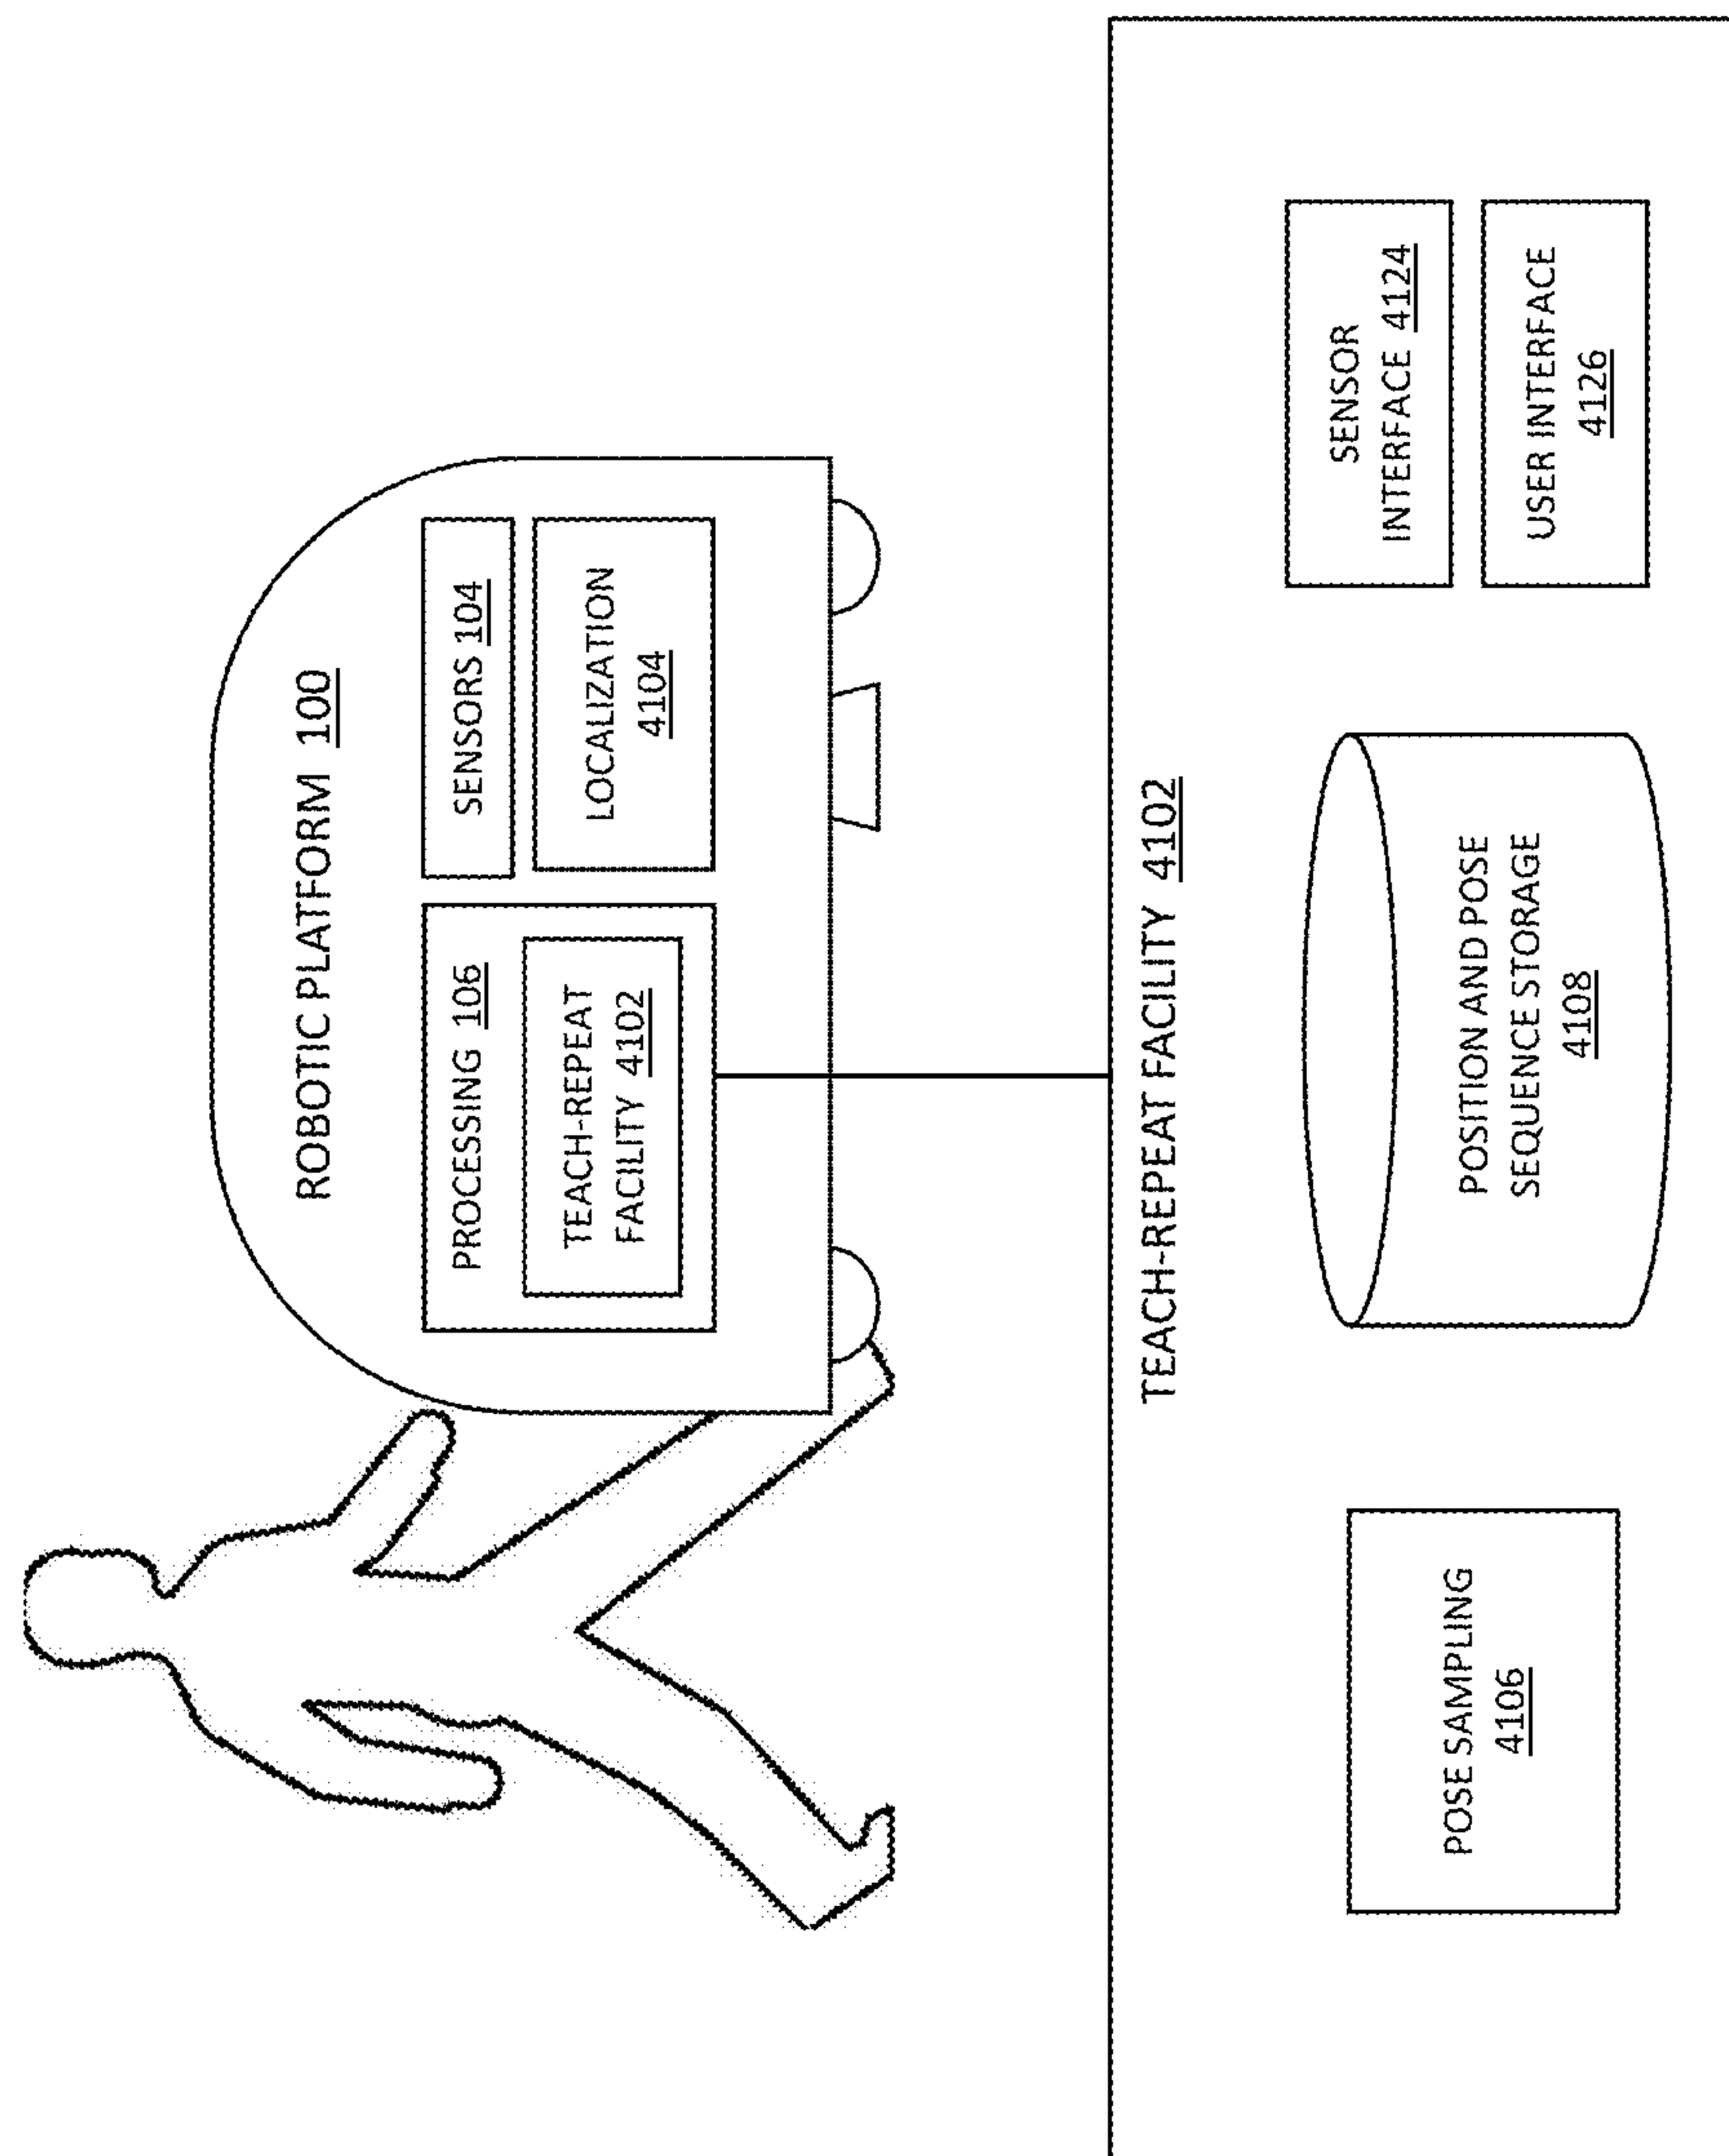 ROBOTIC PLATFORM 100
PROCESSING 106
TEACH-REPEAT
FACILITY 4102
SENSORS 104
LOCALIZATION
4104
TEACH-REPEAT FACILITY 4102
POSE SAMPLING
4106
POSITION AND POSE
SEQUENCE STORAGE
4108
SENSOR
INTERFACE 4124
USER INTERFACE
4126